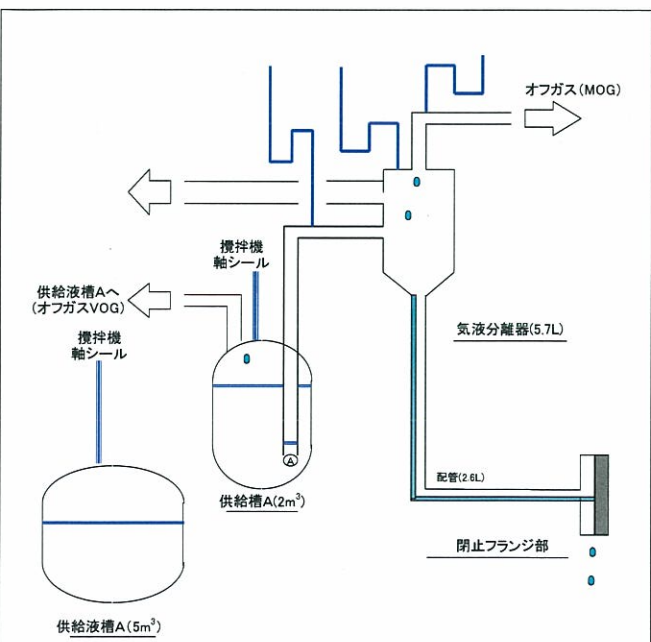 オフガス(MOG)
攪拌機
軸シール
供給液槽Aへ
(オフガスVOG)
攪拌機
軸シール
気液分離器(5.7L)
A
配管(2.6L)
供給槽A(2m³)
閉止フランジ部
供給液槽A(5m³)